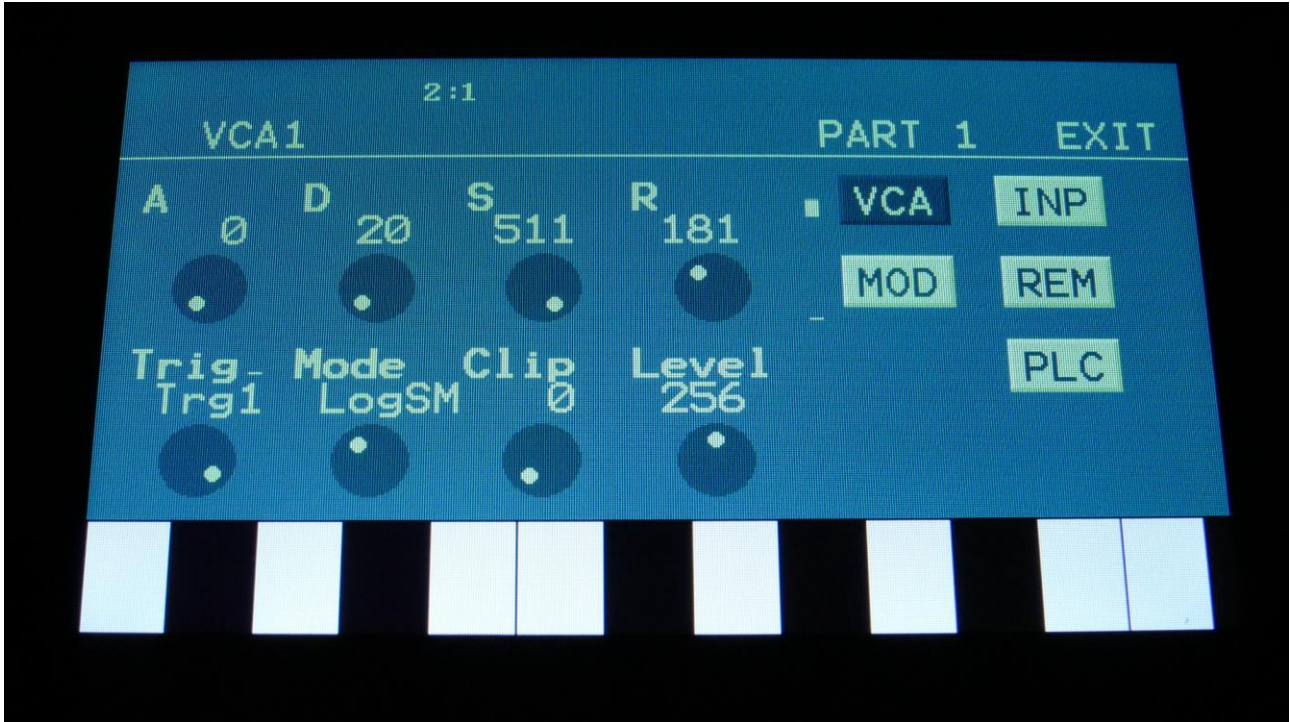 2:1
VCA1 PART 1 EXIT
A D S R VCA INP
0 20 511 181
MOD REM
Trig Mode Clip Level PLC
Trg1 LogSM 0 256